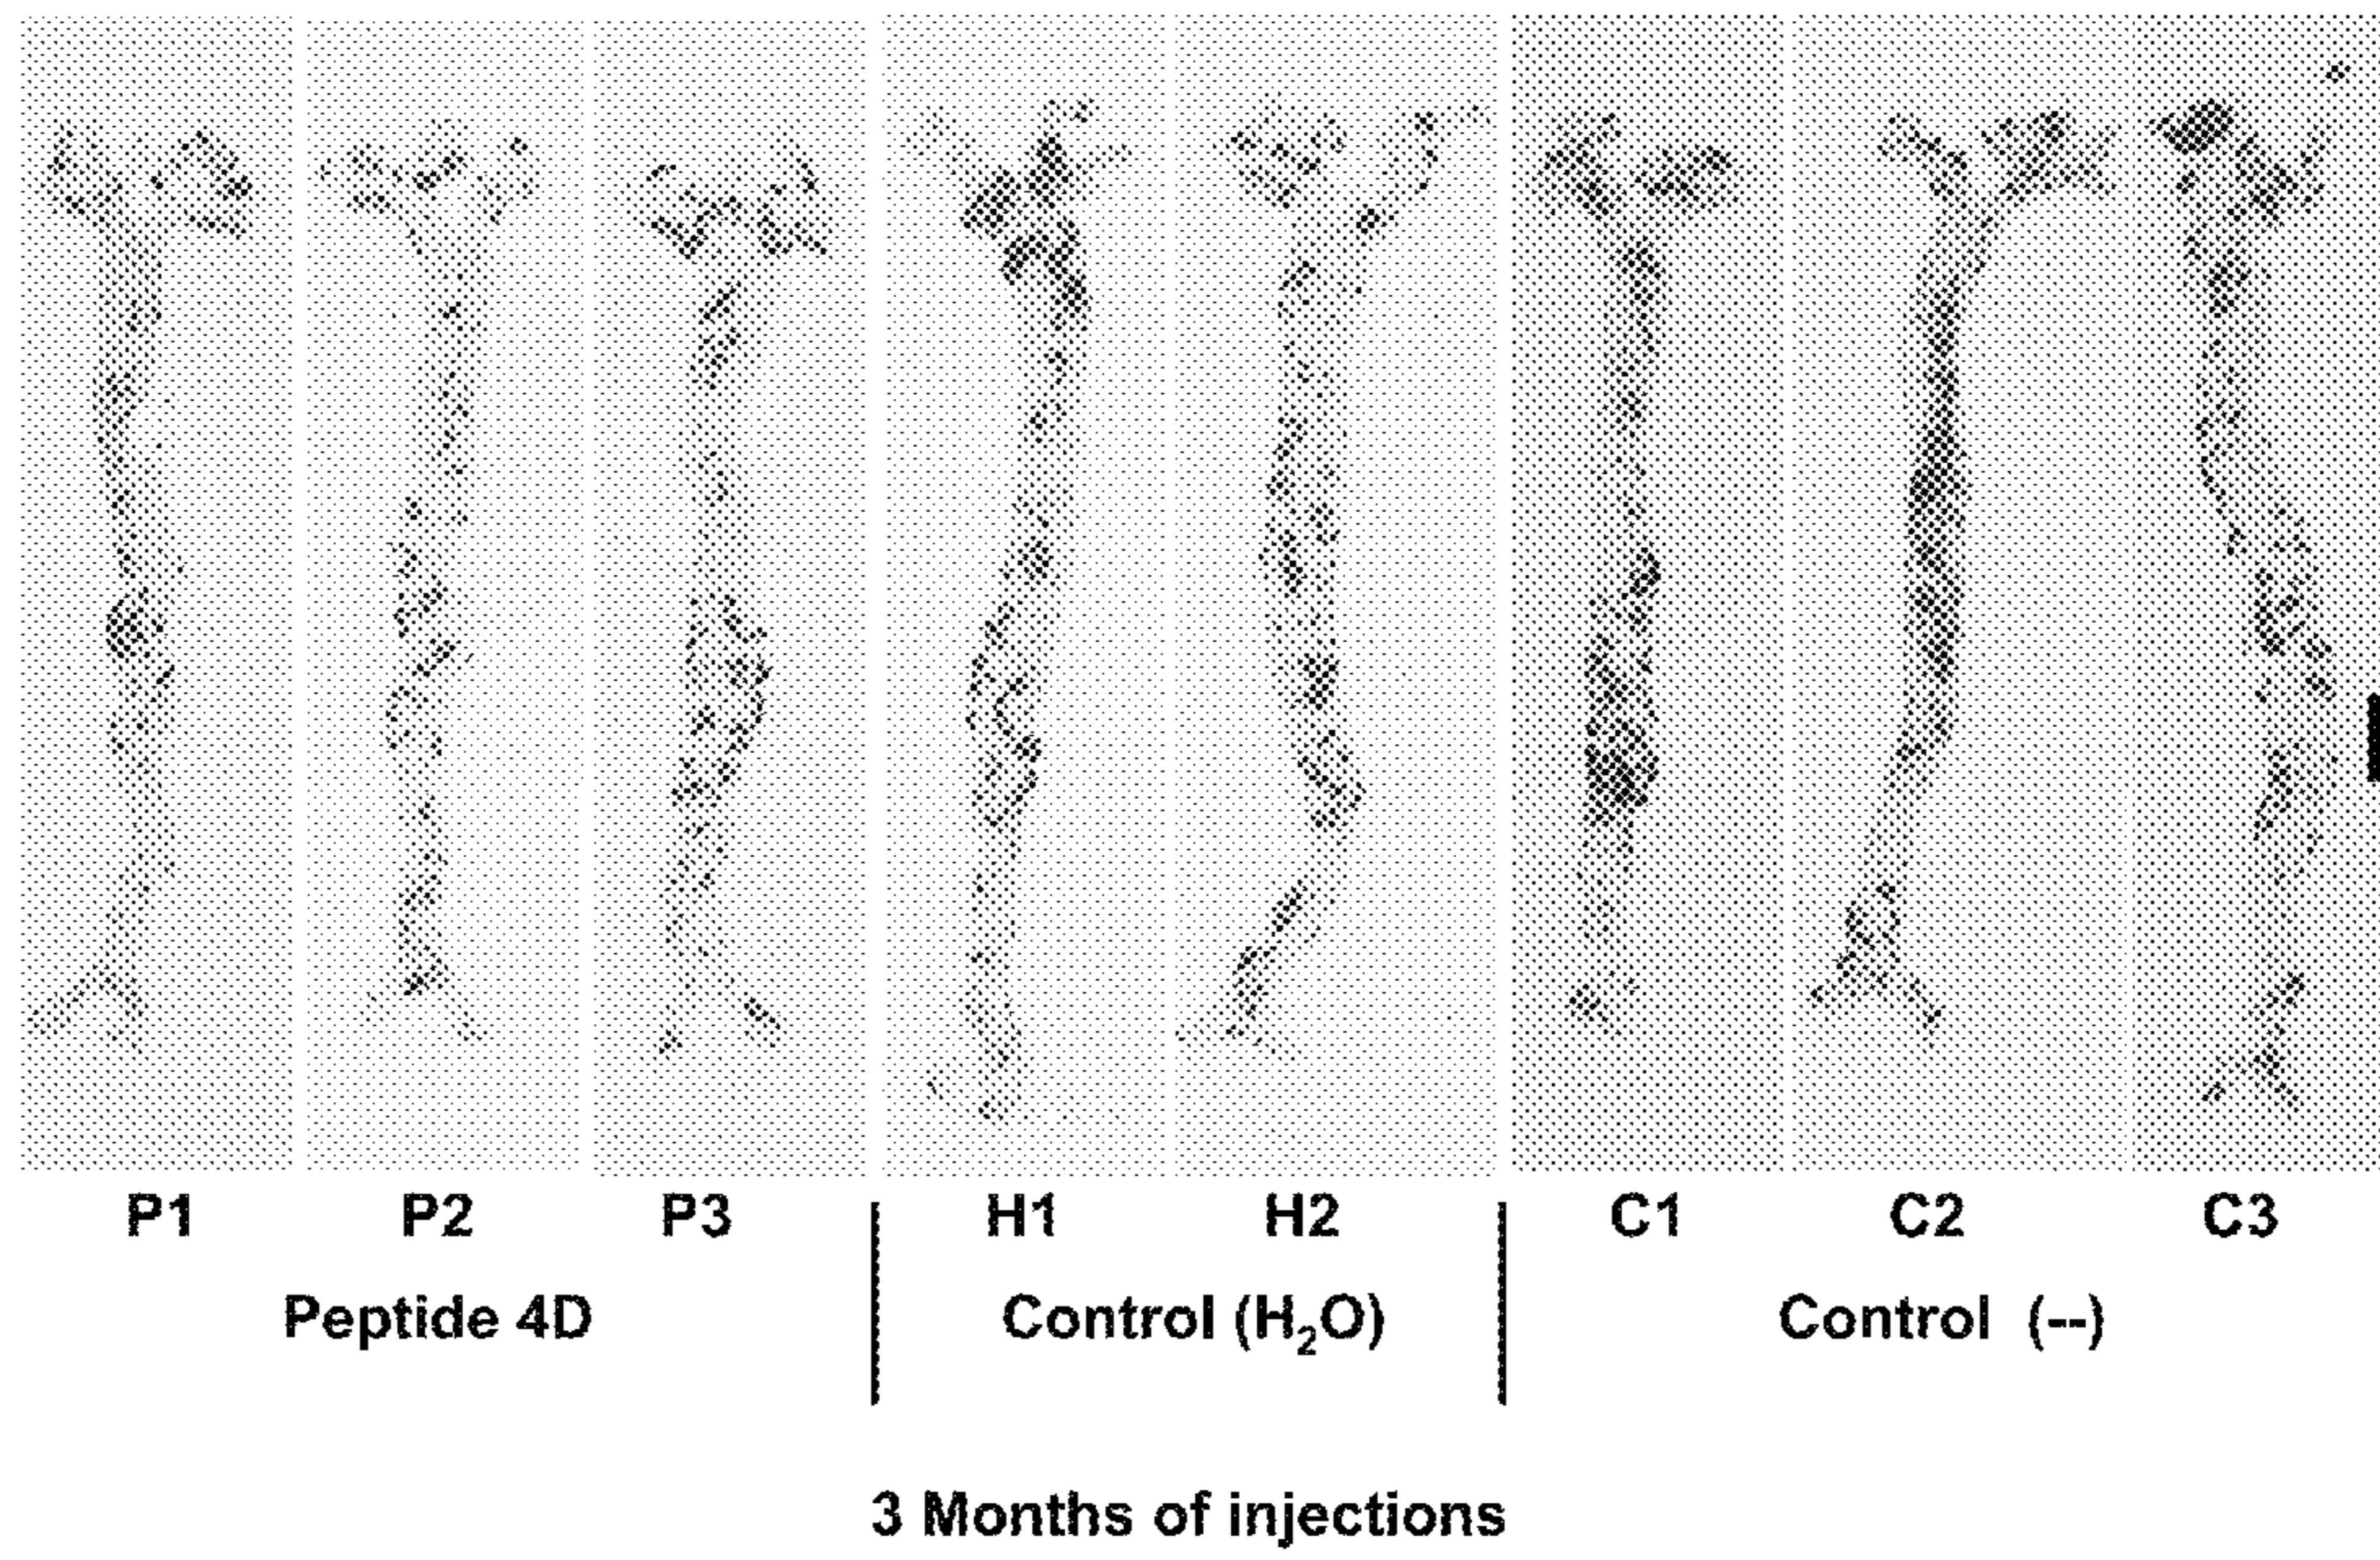 P1 P2 P3 H1 H2 C1 C2 C3
Peptide 4D Control (H₂O) Control (--)
3 Months of injections